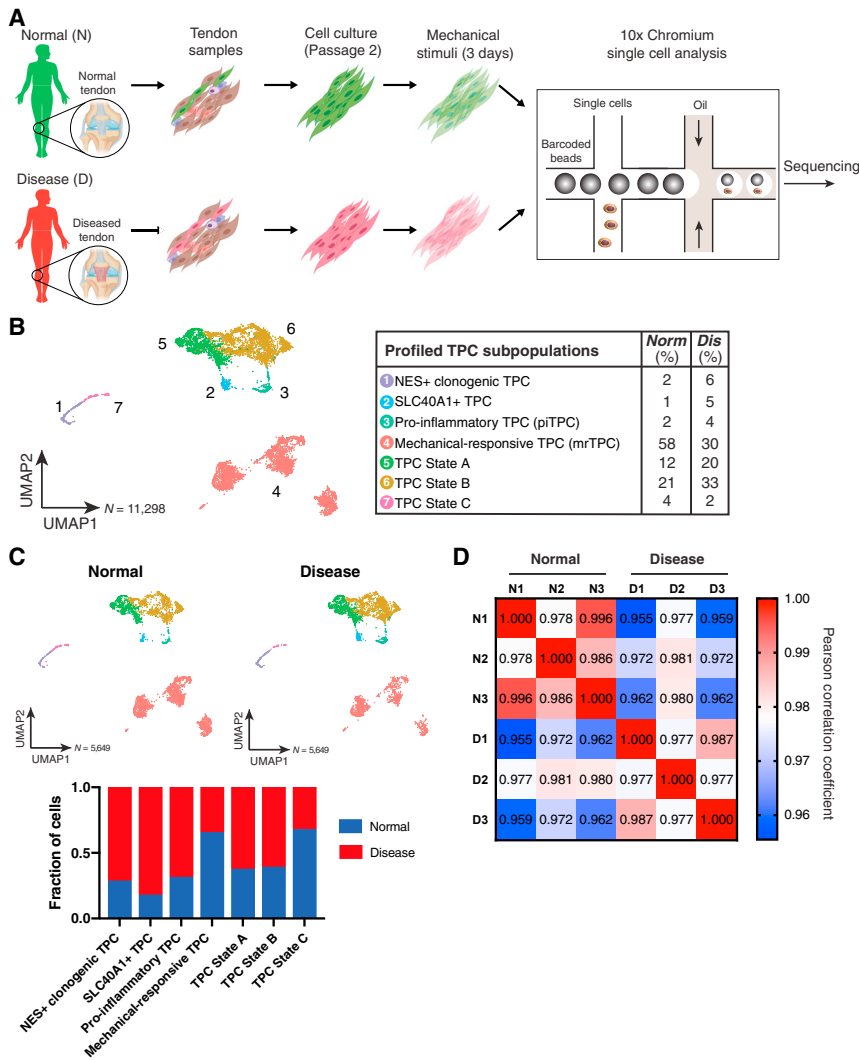 A
Normal (N)
Normal
tendon
Tendon
samples
Cell culture
(Passage 2)
Mechanical
stimuli (3 days)
10x Chromium
single cell analysis
Single cells
Oil
Barcoded
beads
Sequencing
Disease (D)
Diseased
tendon
B
5
6
2
3
1
7
4
UMAP2
UMAP1
N = 11,298
Profiled TPC subpopulations Norm (%) Dis (%)
1 NES+ clonogenic TPC 2 6
2 SLC40A1+ TPC 1 5
3 Pro-inflammatory TPC (piTPC) 2 4
4 Mechanical-responsive TPC (mrTPC) 58 30
5 TPC State A 12 20
6 TPC State B 21 33
7 TPC State C 4 2
C
Normal
Disease
UMAP2
UMAP1
N = 5,649
UMAP2
UMAP1
N = 5,649
Fraction of cells
1.0
0.5
0.0
Normal
Disease
NES+ clonogenic TPC
SLC40A1+ TPC
Pro-inflammatory TPC
Mechanical-responsive TPC
TPC State A
TPC State B
TPC State C
D
Normal Disease
N1 N2 N3 D1 D2 D3
N1 1.000 0.978 0.996 0.955 0.977 0.959
N2 0.978 1.000 0.986 0.972 0.981 0.972
N3 0.996 0.986 1.000 0.962 0.980 0.962
D1 0.955 0.972 0.962 1.000 0.977 0.987
D2 0.977 0.981 0.980 0.977 1.000 0.977
D3 0.959 0.972 0.962 0.987 0.977 1.000
1.00
0.99
0.98
0.97
0.96
Pearson correlation coefficient